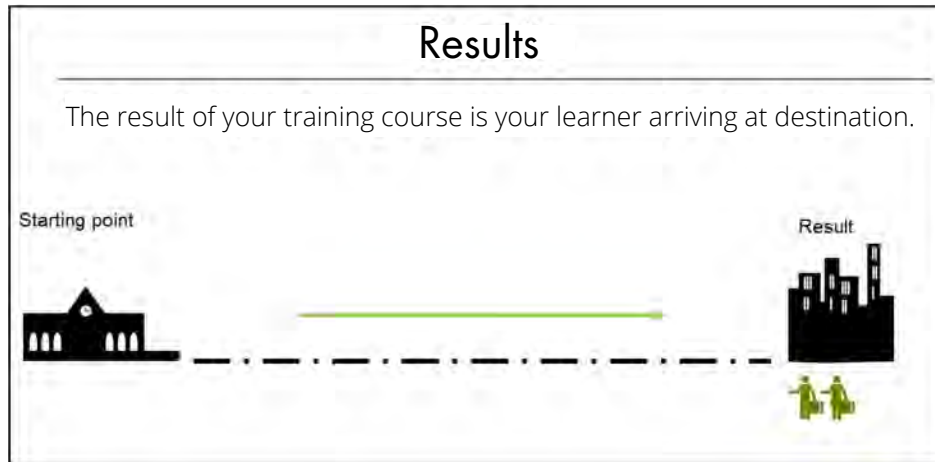 Results
The result of your training course is your learner arriving at destination.
Starting point
Result